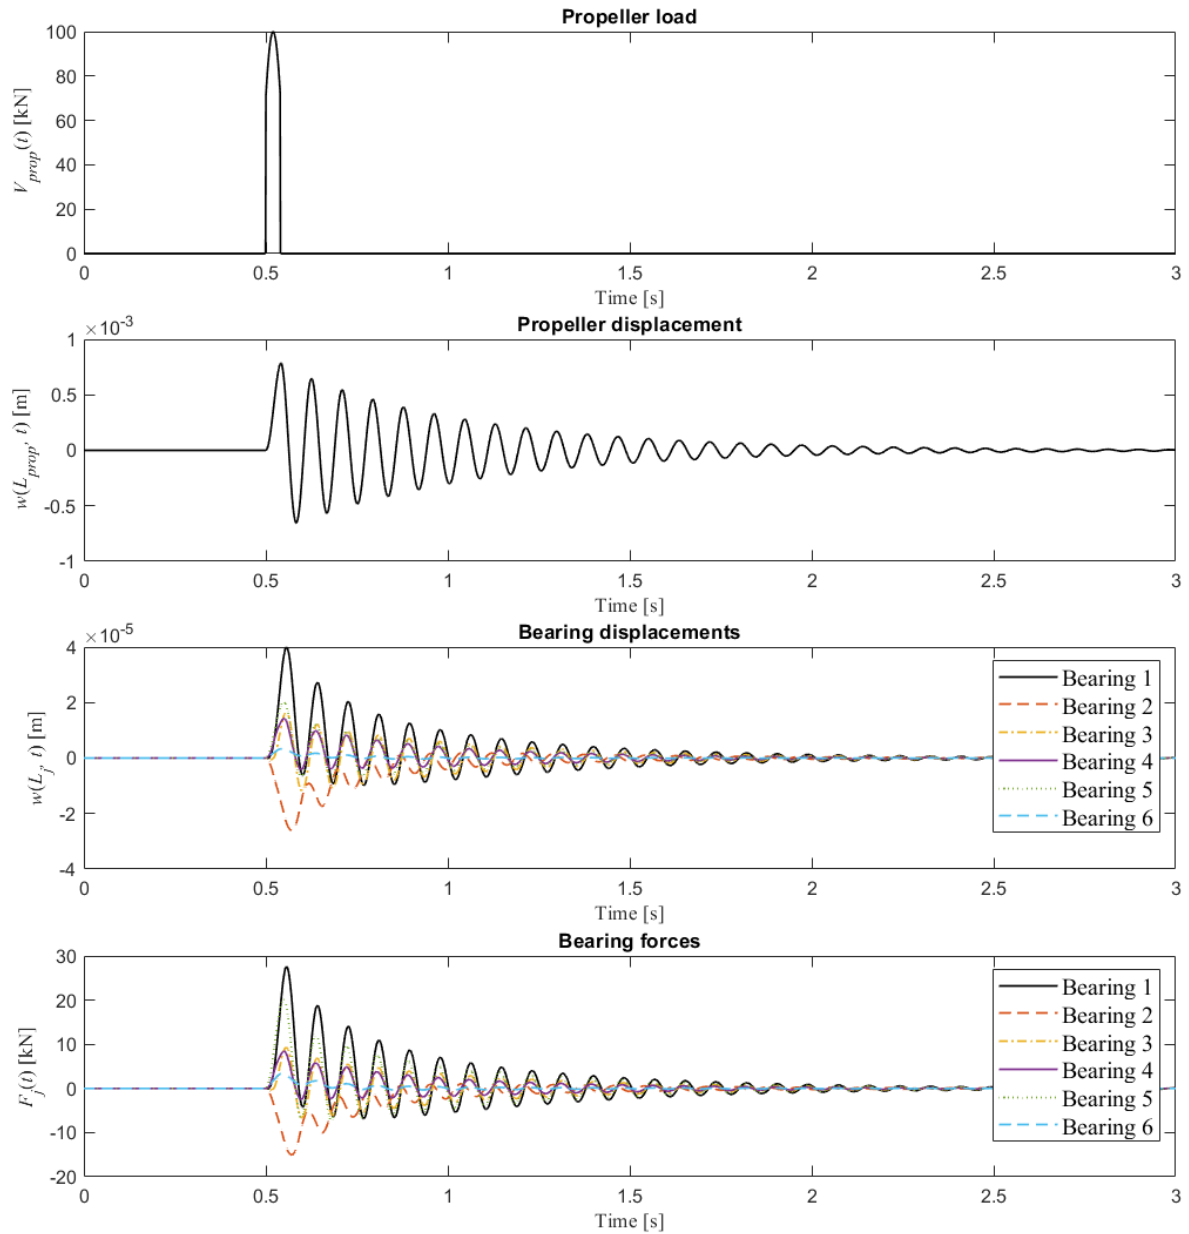 Propeller load
100
80
60
40
20
0
V_prop(t) [kN]
0 0.5 1 1.5 2 2.5 3
Time [s]
Propeller displacement
×10^-3
1
0.5
0
-0.5
-1
w(L_prop, t) [m]
0 0.5 1 1.5 2 2.5 3
Time [s]
Bearing displacements
×10^-5
4
2
0
-2
-4
w(L_j, t) [m]
Bearing 1
Bearing 2
Bearing 3
Bearing 4
Bearing 5
Bearing 6
0 0.5 1 1.5 2 2.5 3
Time [s]
Bearing forces
30
20
10
0
-10
-20
F_j(t) [kN]
Bearing 1
Bearing 2
Bearing 3
Bearing 4
Bearing 5
Bearing 6
0 0.5 1 1.5 2 2.5 3
Time [s]